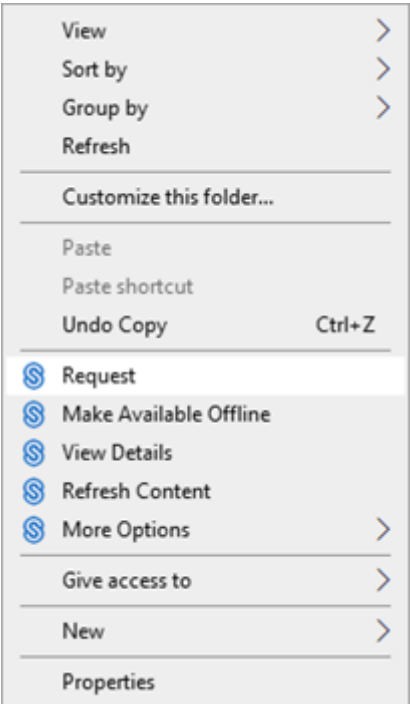 View
Sort by
Group by
Refresh
Customize this folder...
Paste
Paste shortcut
Undo Copy Ctrl+Z
Request
Make Available Offline
View Details
Refresh Content
More Options
Give access to
New
Properties